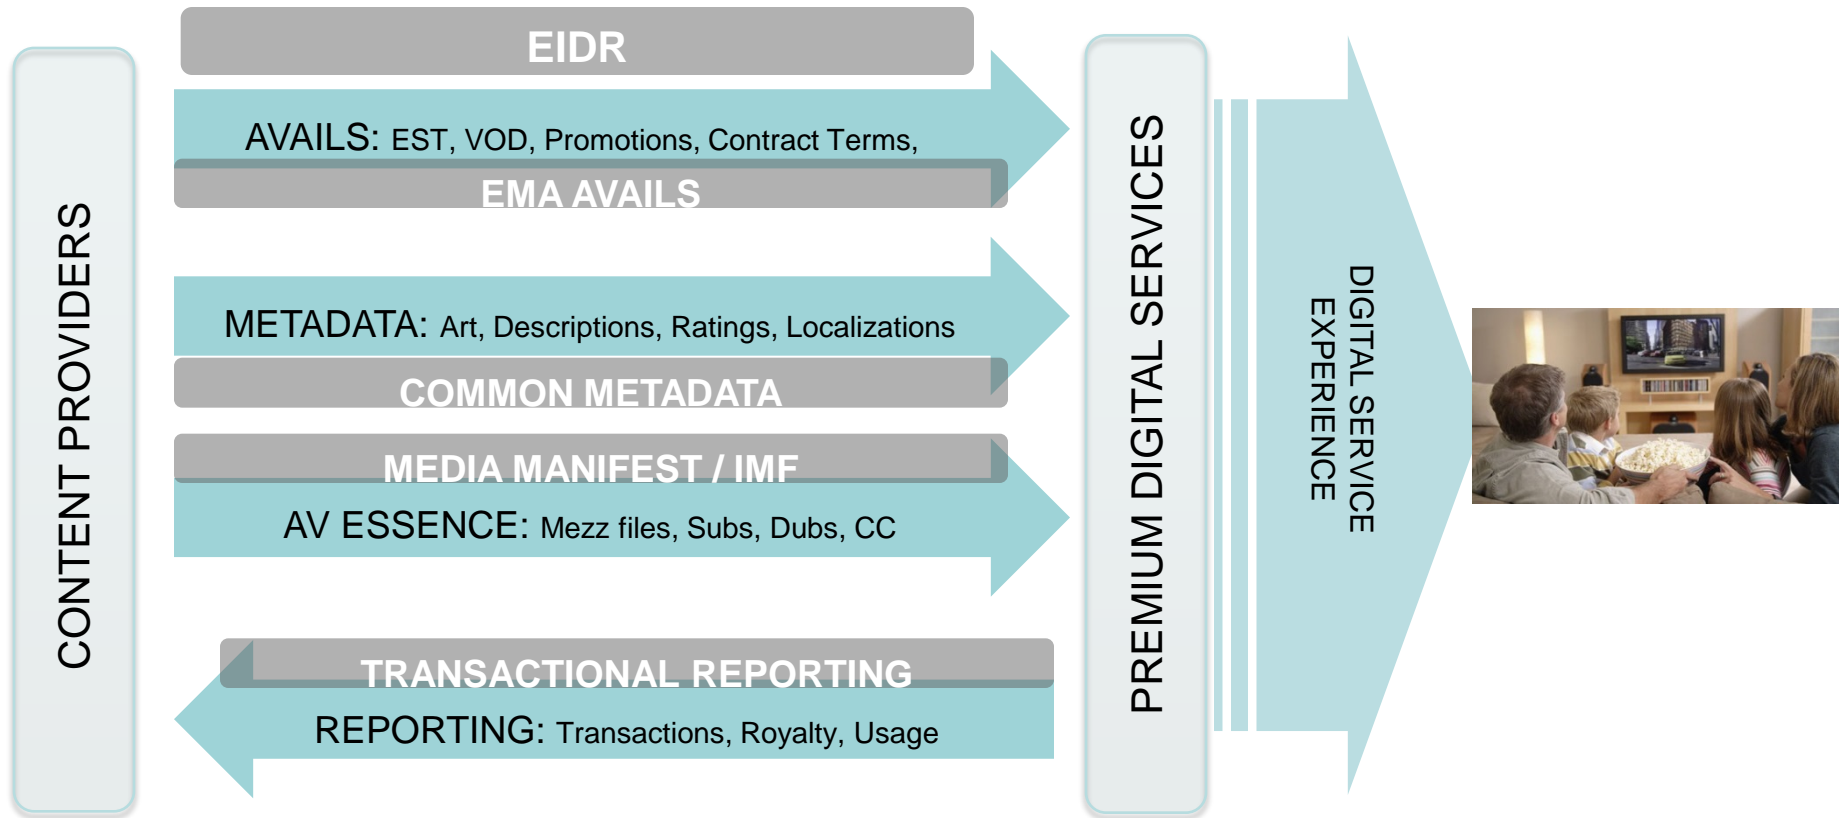 CONTENT PROVIDERS
EIDR
AVAILS: EST, VOD, Promotions, Contract Terms,
EMA AVAILS
METADATA: Art, Descriptions, Ratings, Localizations
COMMON METADATA
MEDIA MANIFEST / IMF
AV ESSENCE: Mezz files, Subs, Dubs, CC
TRANSACTIONAL REPORTING
REPORTING: Transactions, Royalty, Usage
PREMIUM DIGITAL SERVICES
DIGITAL SERVICE
EXPERIENCE